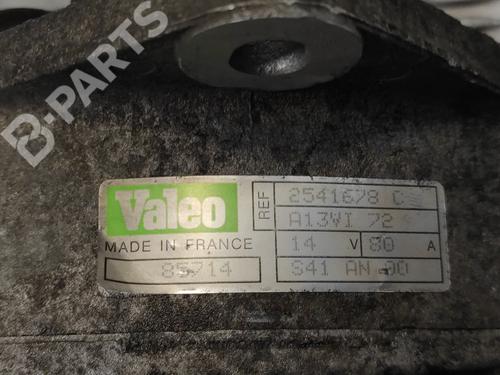 B-PARTS
Valeo
MADE IN FRANCE
85714
REF
2541678 C
A13VI 72
14 V 80 A
S41 AN 00